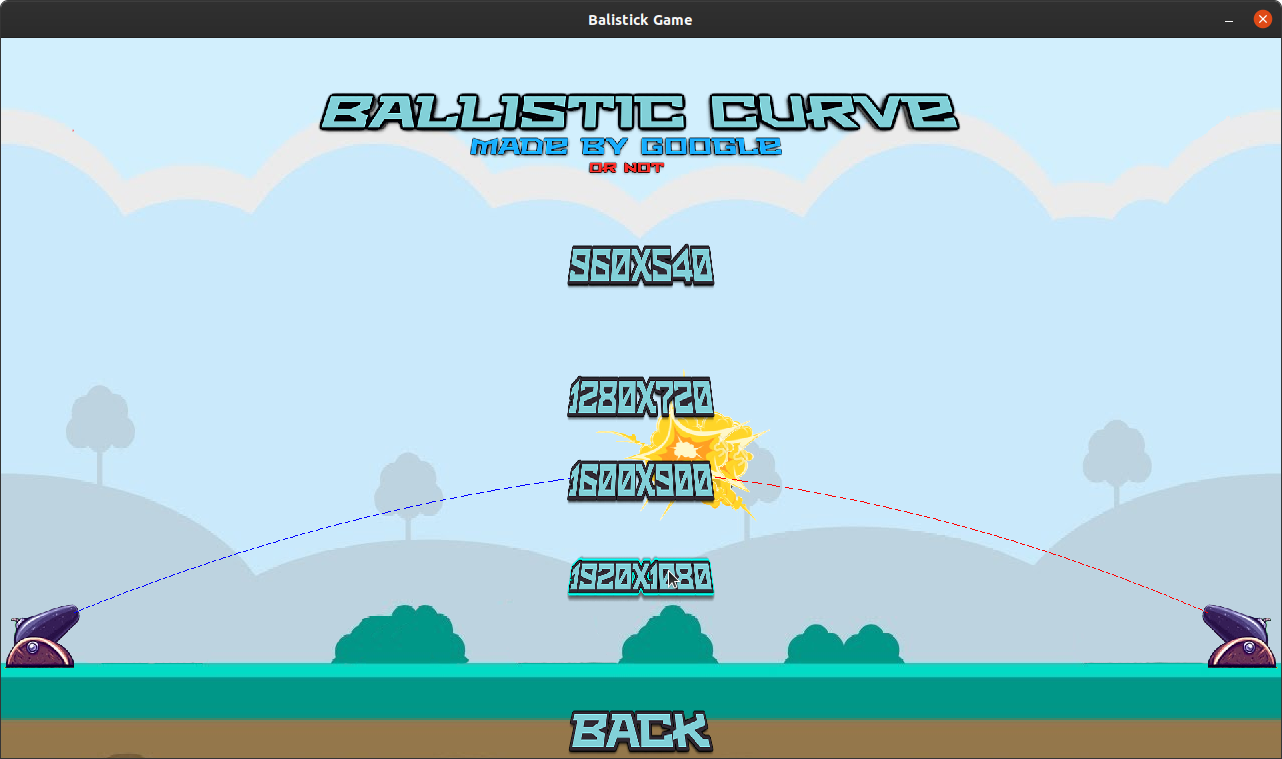 Balistick Game
BALLISTIC CURVE
MADE BY GOOGLE
OR NOT
960X540
1280X720
1600X900
1920X1080
BACK